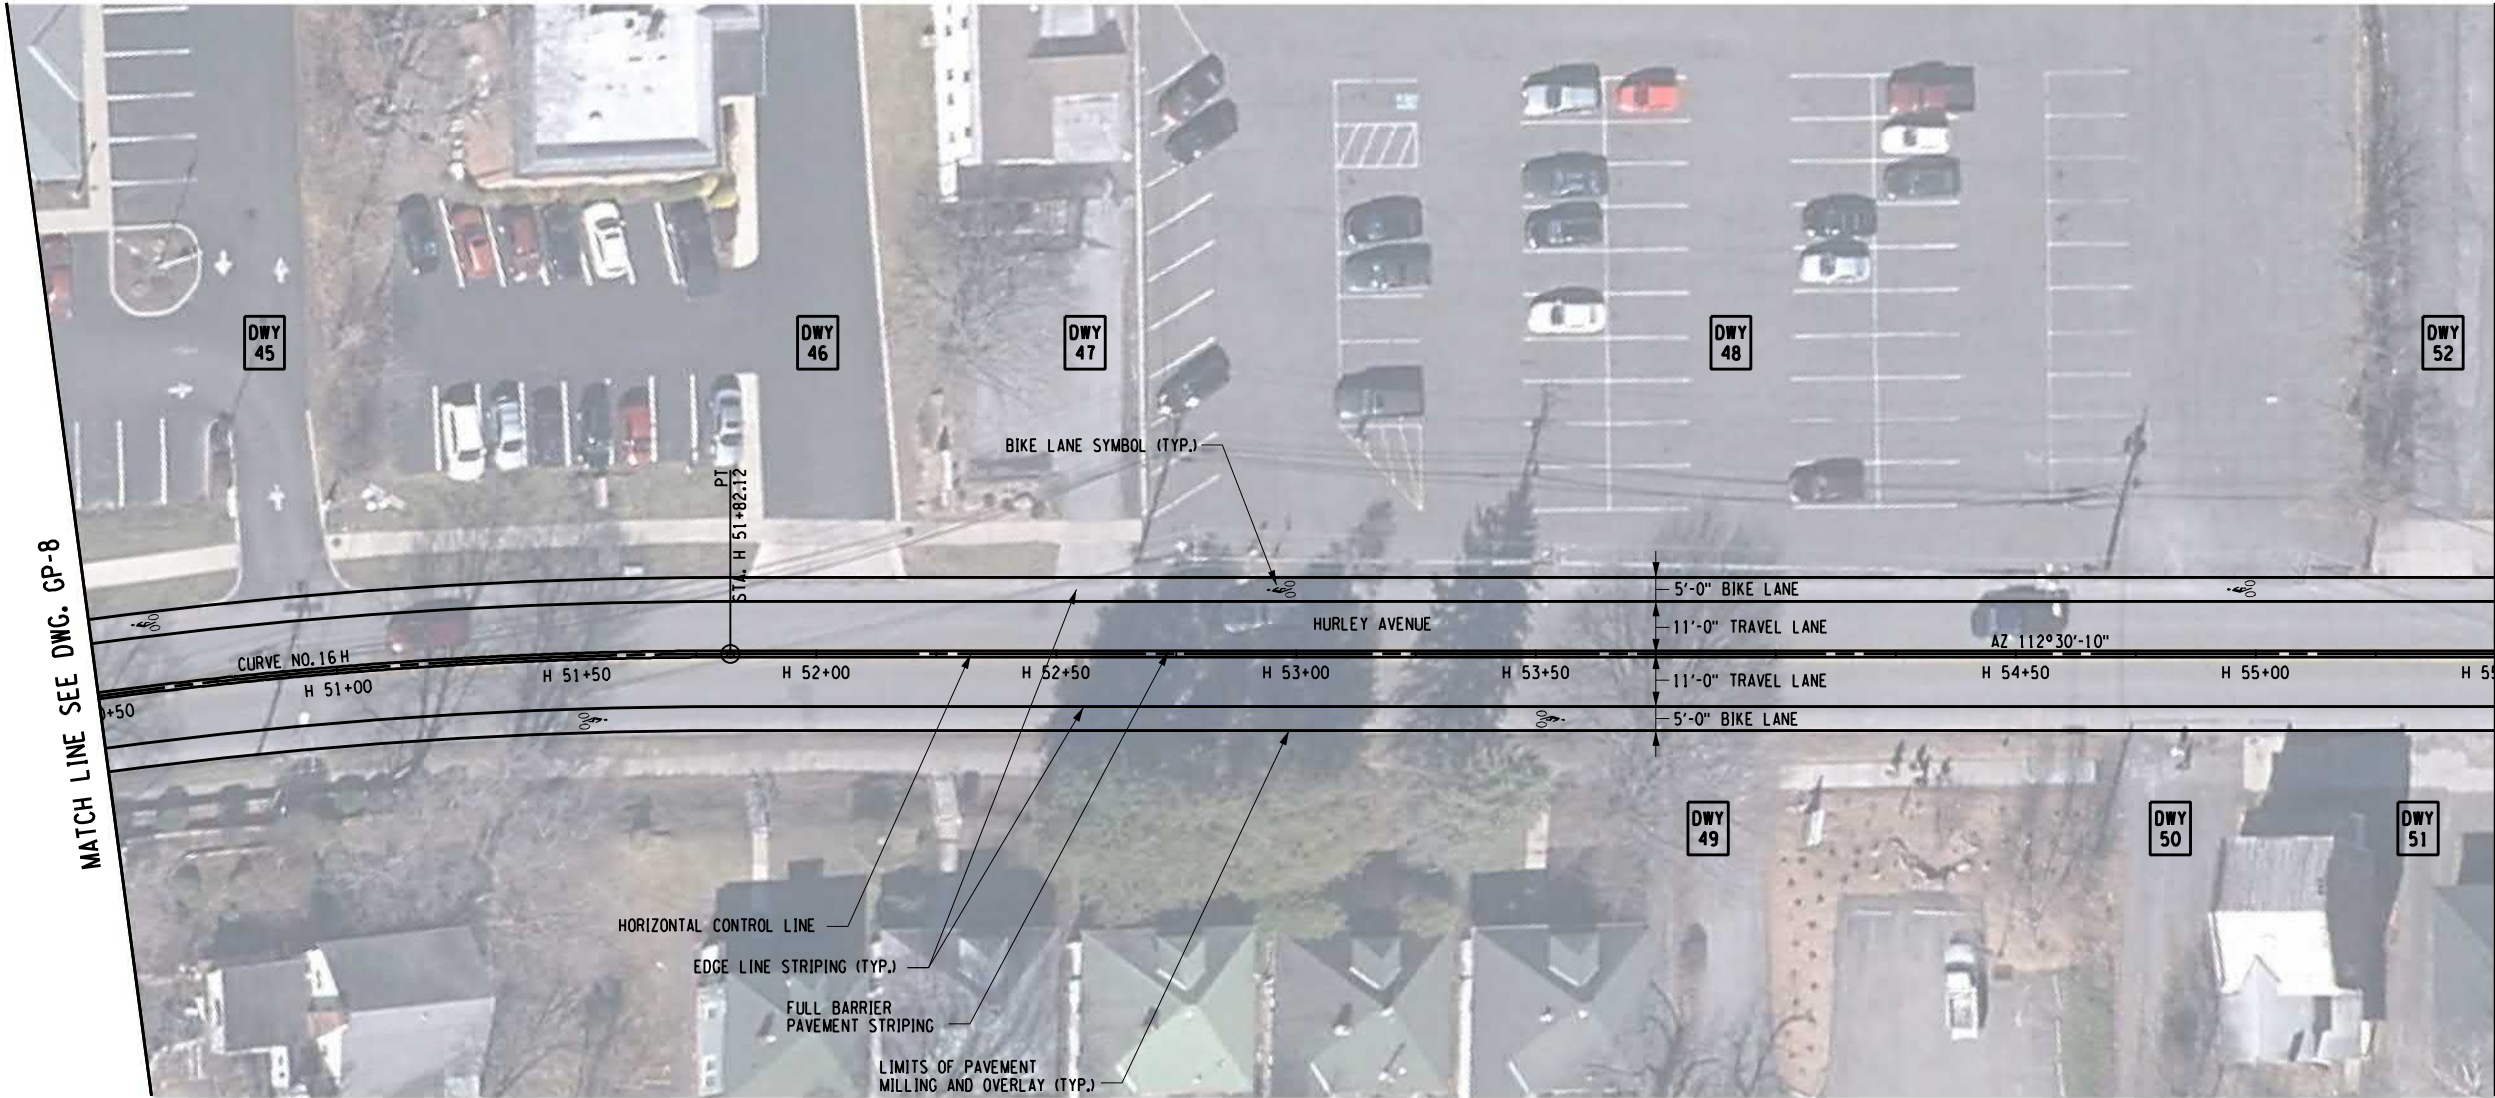 DWY
45
DWY
46
DWY
47
DWY
48
DWY
52
BIKE LANE SYMBOL (TYP.)
PT
STA. H 51+82.12
MATCH LINE SEE DWG. GP-8
5'-0" BIKE LANE
HURLEY AVENUE
11'-0" TRAVEL LANE
AZ 112°30'-10"
CURVE NO. 16 H
+50
H 51+00
H 51+50
H 52+00
H 52+50
H 53+00
H 53+50
11'-0" TRAVEL LANE
H 54+50
H 55+00
H 55
5'-0" BIKE LANE
DWY
49
DWY
50
DWY
51
HORIZONTAL CONTROL LINE
EDGE LINE STRIPING (TYP.)
FULL BARRIER
PAVEMENT STRIPING
LIMITS OF PAVEMENT
MILLING AND OVERLAY (TYP.)